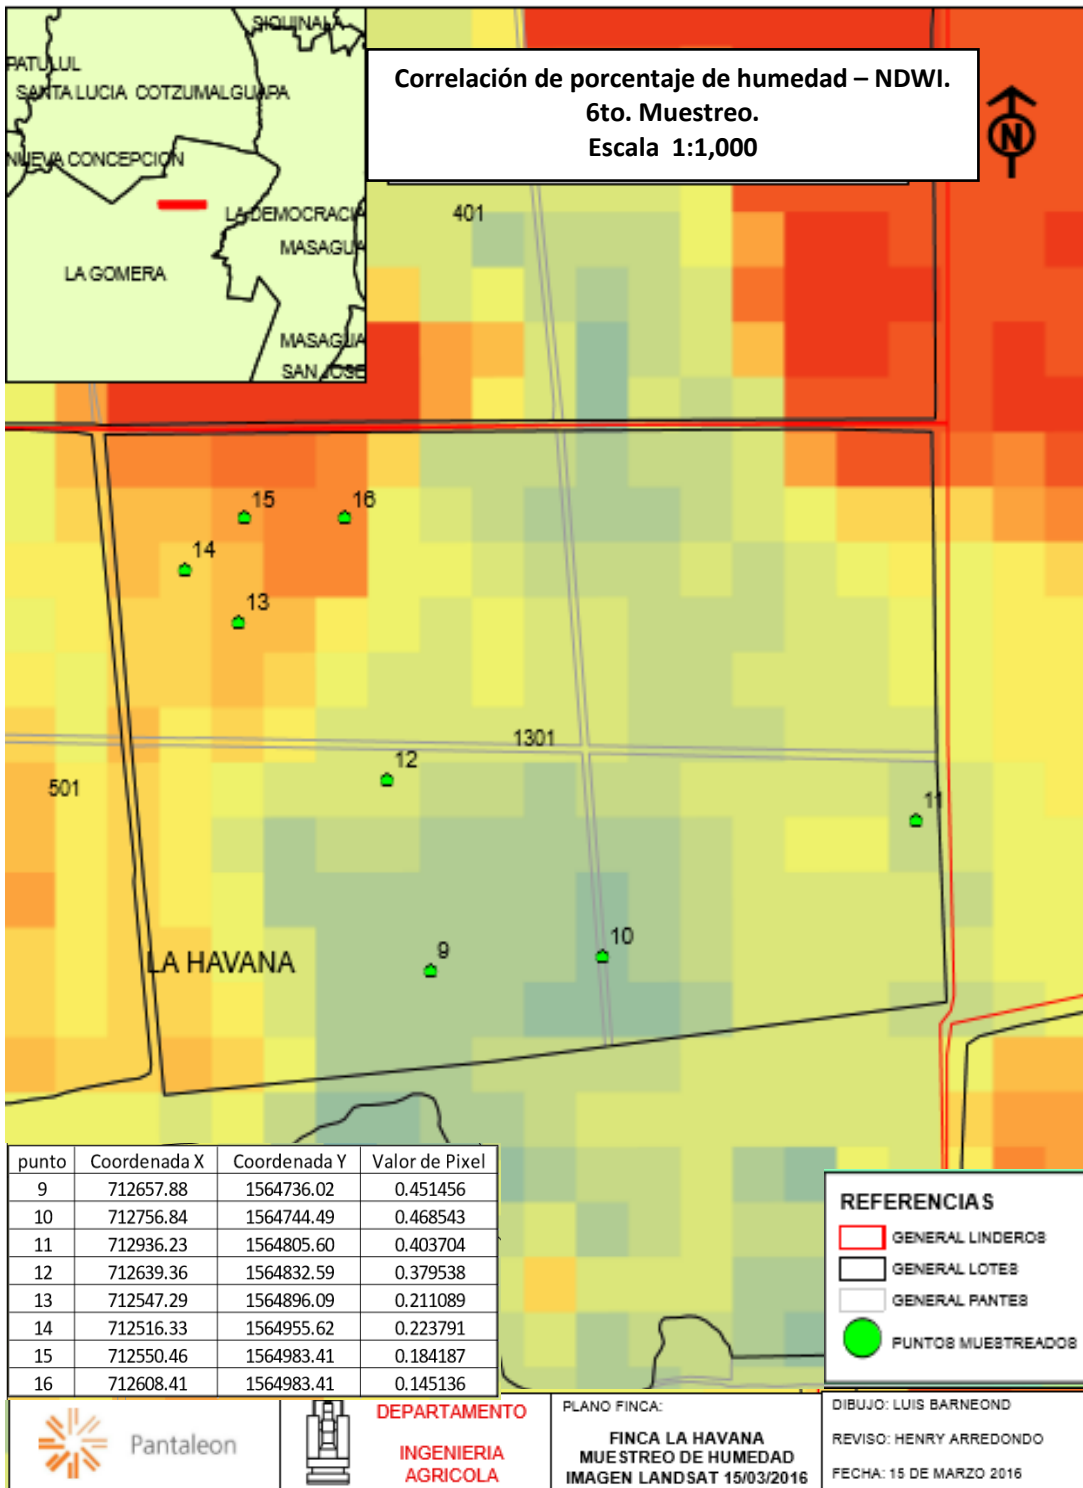 Correlación de porcentaje de humedad – NDWI.
6to. Muestreo.
Escala 1:1,000
N
SIQUINALA
PATULUL
SANTA LUCIA COTZUMALGUAPA
NUEVA CONCEPCION
LA DEMOCRACIA
MASAGUA
LA GOMERA
MASAGUA
SAN JOSE
401
15
16
14
13
1301
12
501
11
9
10
LA HAVANA
punto Coordenada X Coordenada Y Valor de Pixel
9 712657.88 1564736.02 0.451456
10 712756.84 1564744.49 0.468543
11 712936.23 1564805.60 0.403704
12 712639.36 1564832.59 0.379538
13 712547.29 1564896.09 0.211089
14 712516.33 1564955.62 0.223791
15 712550.46 1564983.41 0.184187
16 712608.41 1564983.41 0.145136
REFERENCIAS
GENERAL LINDEROS
GENERAL LOTES
GENERAL PANTES
PUNTOS MUESTREADOS
Pantaleon
DEPARTAMENTO
INGENIERIA
AGRICOLA
PLANO FINCA:
FINCA LA HAVANA
MUESTREO DE HUMEDAD
IMAGEN LANDSAT 15/03/2016
DIBUJO: LUIS BARNEOND
REVISO: HENRY ARREDONDO
FECHA: 15 DE MARZO 2016